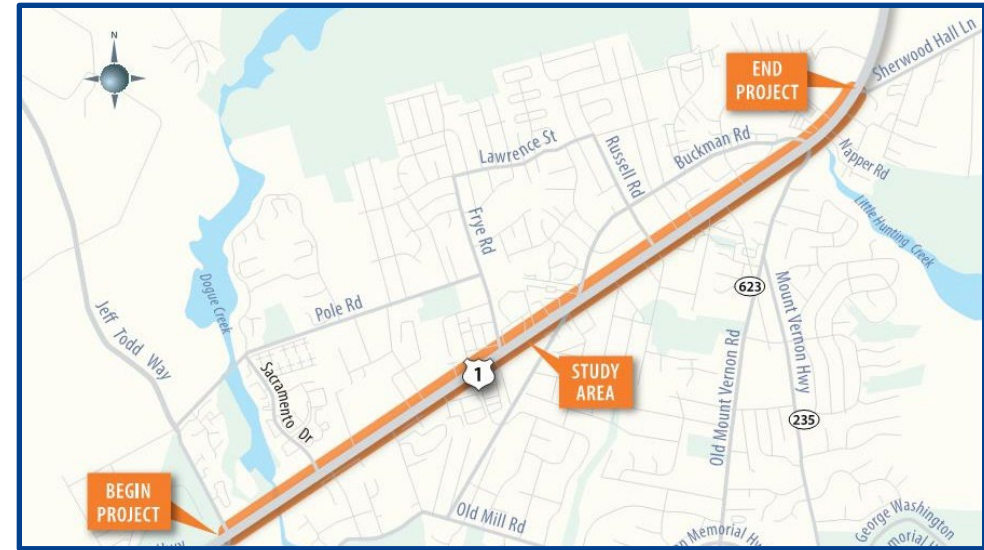 N
END
PROJECT
Sherwood Hall Ln
Lawrence St
Russell Rd
Buckman Rd
Napper Rd
Frye Rd
Little Hunting Creek
Dogue Creek
Pole Rd
Jeff Todd Way
623
Mount Vernon Hwy
1
STUDY
AREA
Sacramento Dr
Old Mount Vernon Rd
235
BEGIN
PROJECT
Old Mill Rd
Memorial
George Washington